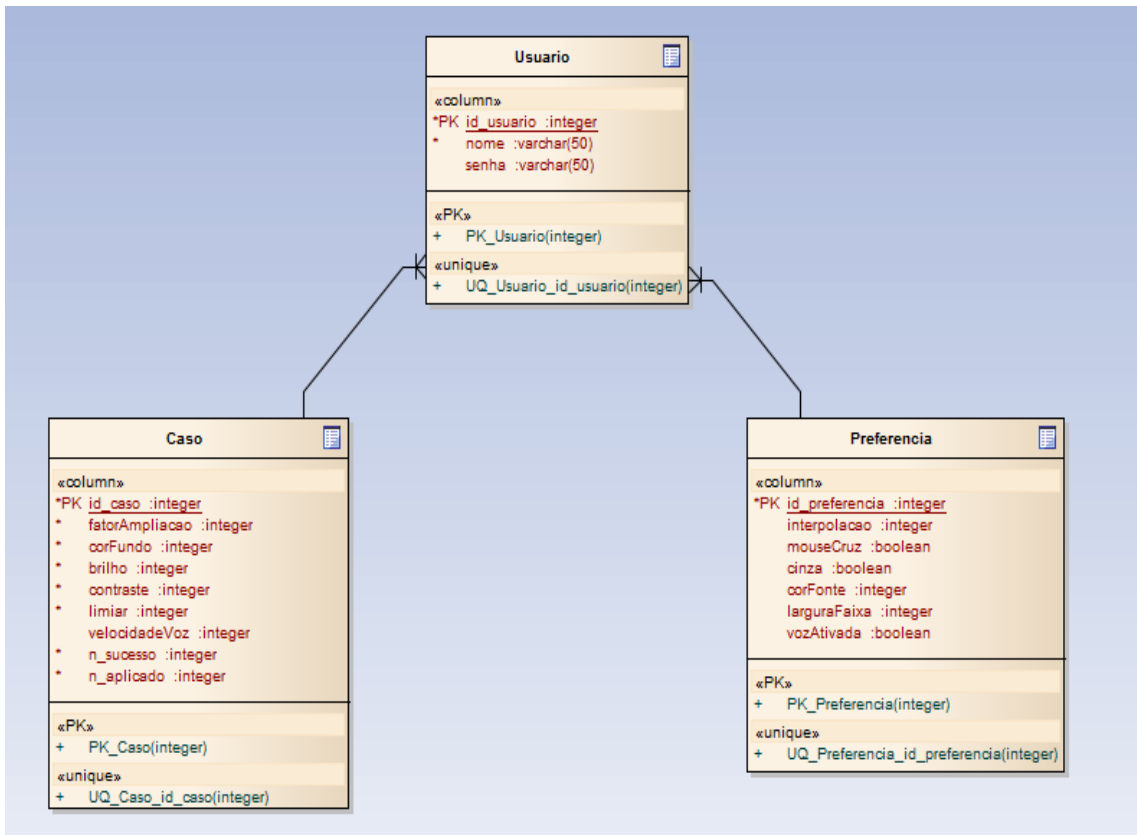 Usuario
«column»
*PK id_usuario :integer
* nome :varchar(50)
senha :varchar(50)
«PK»
+ PK_Usuario(integer)
«unique»
+ UQ_Usuario_id_usuario(integer)
Caso
«column»
*PK id_caso :integer
* fatorAmpliacao :integer
* corFundo :integer
* brilho :integer
* contraste :integer
* limiar :integer
velocidadeVoz :integer
* n_sucesso :integer
* n_aplicado :integer
«PK»
+ PK_Caso(integer)
«unique»
+ UQ_Caso_id_caso(integer)
Preferencia
«column»
*PK id_preferencia :integer
interpolacao :integer
mouseCruz :boolean
cinza :boolean
corFonte :integer
larguraFaixa :integer
vozAtivada :boolean
«PK»
+ PK_Preferencia(integer)
«unique»
+ UQ_Preferencia_id_preferencia(integer)